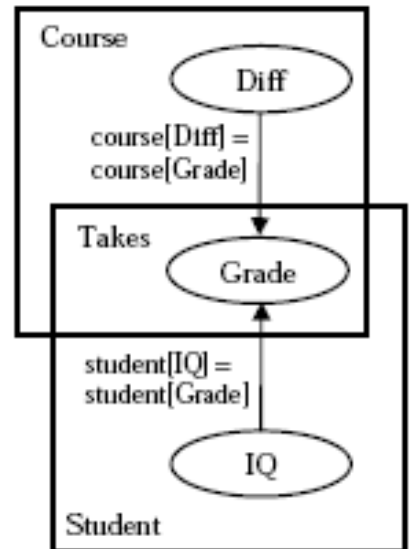 Course
Diff
course[Diff] =
course[Grade]
Takes
Grade
student[IQ] =
student[Grade]
IQ
Student